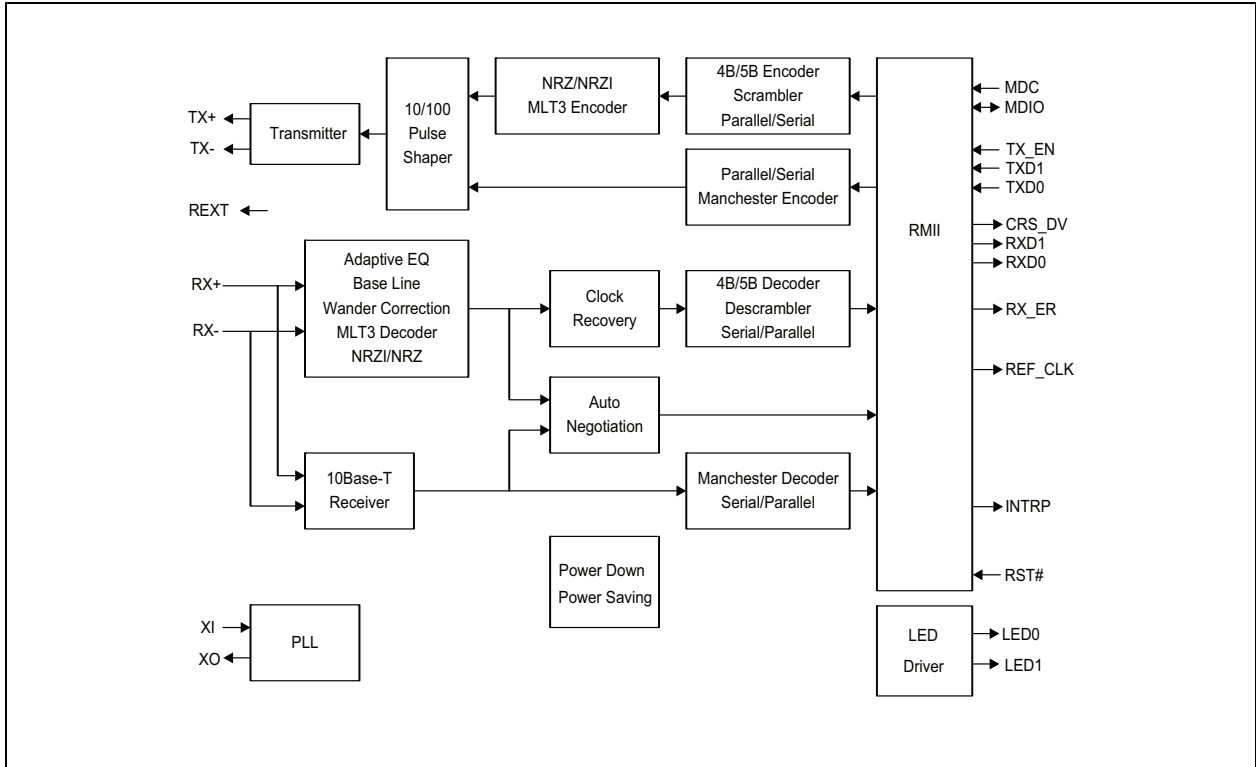 TX+
TX-
REXT
RX+
RX-
XI
XO
Transmitter
10/100
Pulse
Shaper
NRZ/NRZI
MLT3 Encoder
4B/5B Encoder
Scrambler
Parallel/Serial
Parallel/Serial
Manchester Encoder
Adaptive EQ
Base Line
Wander Correction
MLT3 Decoder
NRZI/NRZ
Clock
Recovery
4B/5B Decoder
Descrambler
Serial/Parallel
Auto
Negotiation
10Base-T
Receiver
Manchester Decoder
Serial/Parallel
Power Down
Power Saving
PLL
RMII
LED
Driver
MDC
MDIO
TX_EN
TXD1
TXD0
CRS_DV
RXD1
RXD0
RX_ER
REF_CLK
INTRP
RST#
LED0
LED1